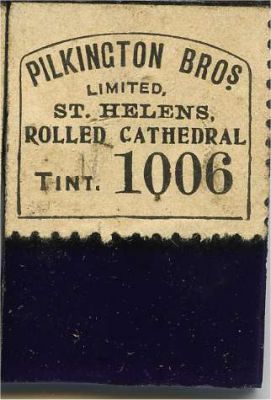 PILKINGTON BROS.
LIMITED,
ST. HELENS,
ROLLED CATHEDRAL
TINT. 1006